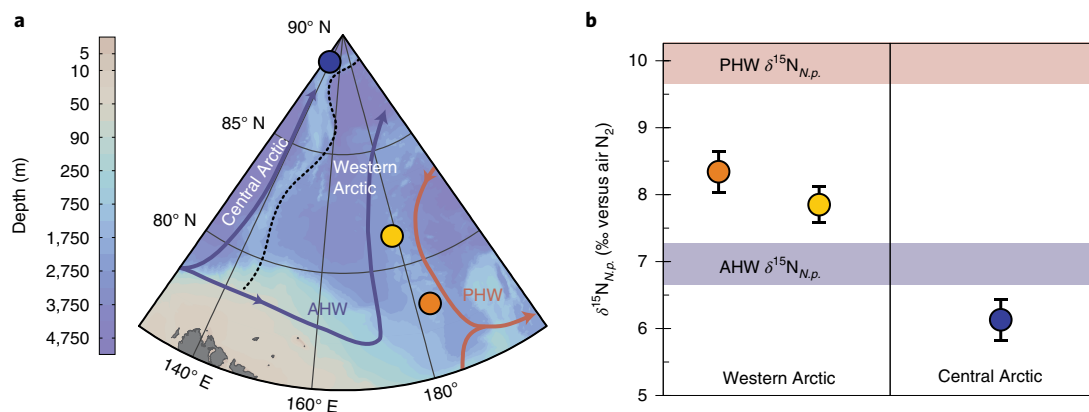 a
90° N
85° N
80° N
Central Arctic
Western
Arctic
AHW
PHW
140° E
160° E
180°
Depth (m)
5
10
50
90
250
750
1,750
2,750
3,750
4,750
b
PHW δ15NN.p.
AHW δ15NN.p.
δ15NN.p. (‰ versus air N2)
10
9
8
7
6
5
Western Arctic
Central Arctic